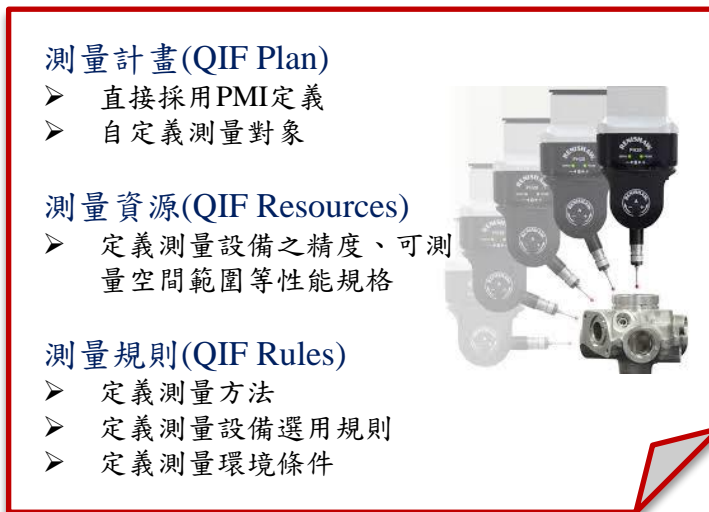 測量計畫(QIF Plan)
➢ 直接採用PMI定義
➢ 自定義測量對象
測量資源(QIF Resources)
➢ 定義測量設備之精度、可測
量空間範圍等性能規格
測量規則(QIF Rules)
➢ 定義測量方法
➢ 定義測量設備選用規則
➢ 定義測量環境條件
RENISHAW
PH20
RENISHAW